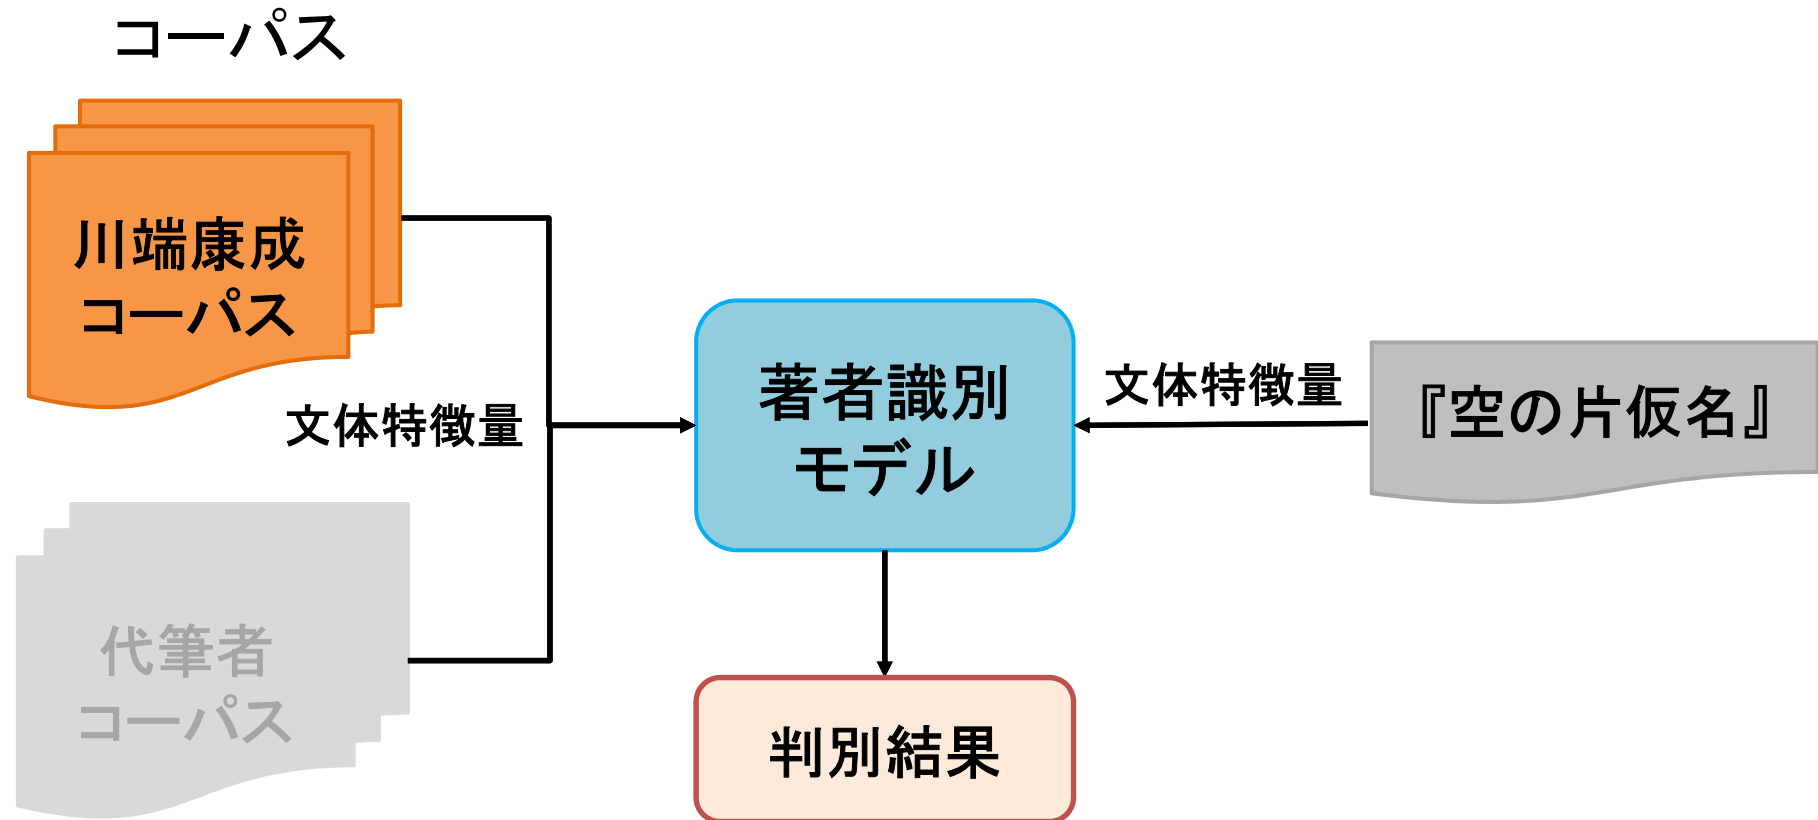 コーパス
川端康成
コーパス
文体特徴量
代筆者
コーパス
著者識別
モデル
文体特徴量
『空の片仮名』
判別結果